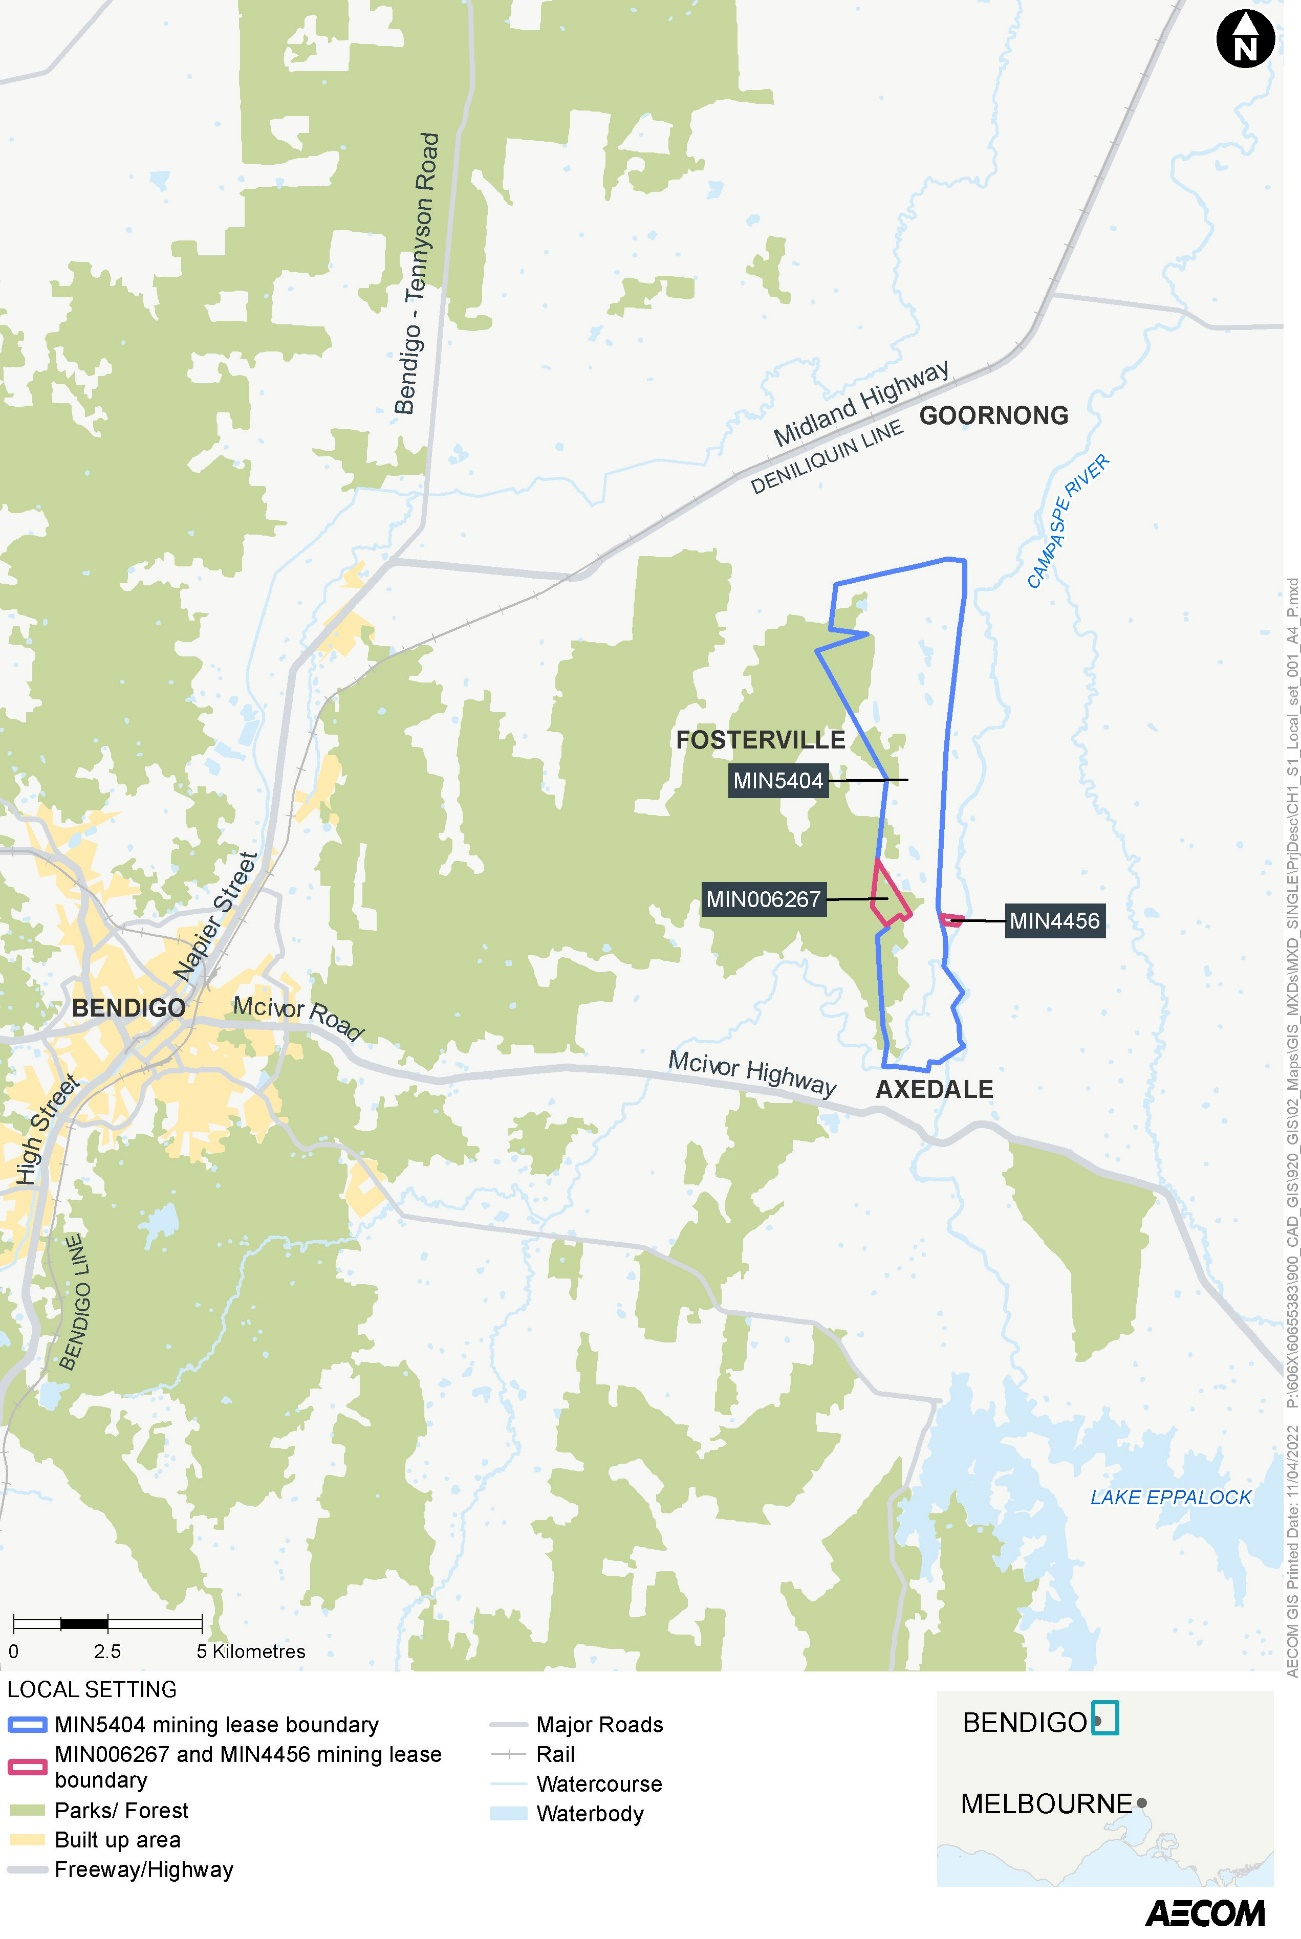 N
Bendigo - Tennyson Road
Midland Highway
GOORNONG
DENILIQUIN LINE
CAMPASPE RIVER
FOSTERVILLE
MIN5404
MIN006267
MIN4456
Napier Street
BENDIGO
Mcivor Road
Mcivor Highway
AXEDALE
High Street
BENDIGO LINE
LAKE EPPALOCK
0 2.5 5 Kilometres
LOCAL SETTING
MIN5404 mining lease boundary
MIN006267 and MIN4456 mining lease
boundary
Parks/ Forest
Built up area
Freeway/Highway
Major Roads
Rail
Watercourse
Waterbody
BENDIGO
MELBOURNE
AECOM
AECOM GIS Printed Date: 11/04/2022 P:\606X\60655383\900_CAD_GIS\920_GIS\02_Maps\GIS_MXDs\MXD_SINGLE\PrjDesc\CH1_S1_Local_set_001_A4_P.mxd